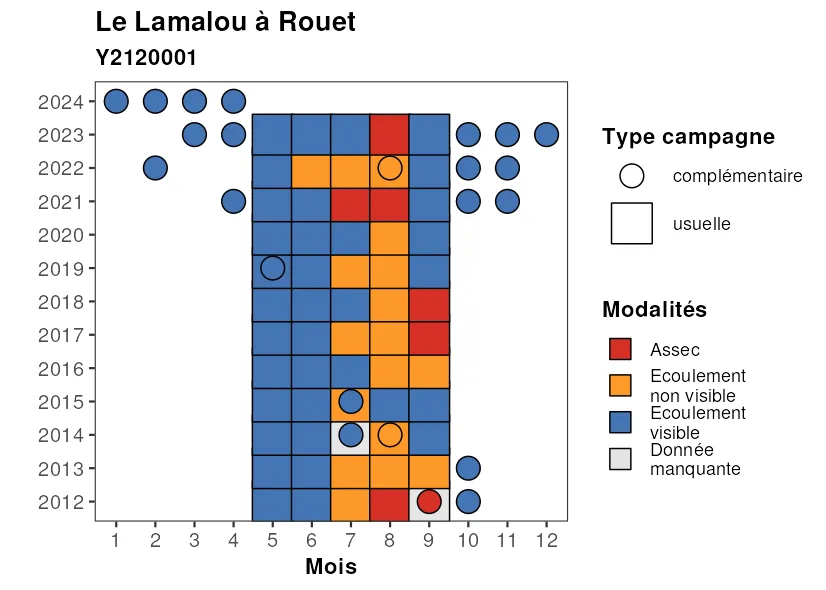 Le Lamalou à Rouet
Y2120001
2024
2023
2022
2021
2020
2019
2018
2017
2016
2015
2014
2013
2012
1 2 3 4 5 6 7 8 9 10 11 12
Mois
Type campagne
complémentaire
usuelle
Modalités
Assec
Ecoulement
non visible
Ecoulement
visible
Donnée
manquante